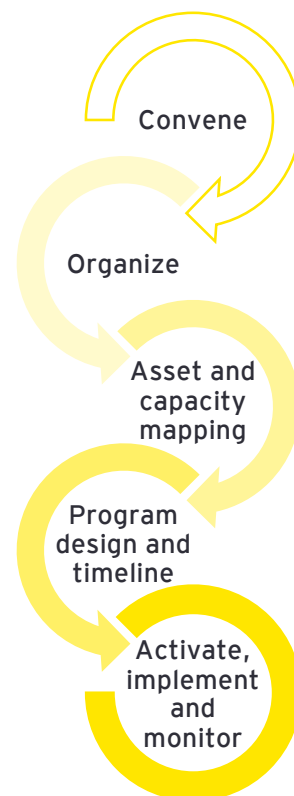 Convene
Organize
Asset and
capacity
mapping
Program
design and
timeline
Activate,
implement
and
monitor